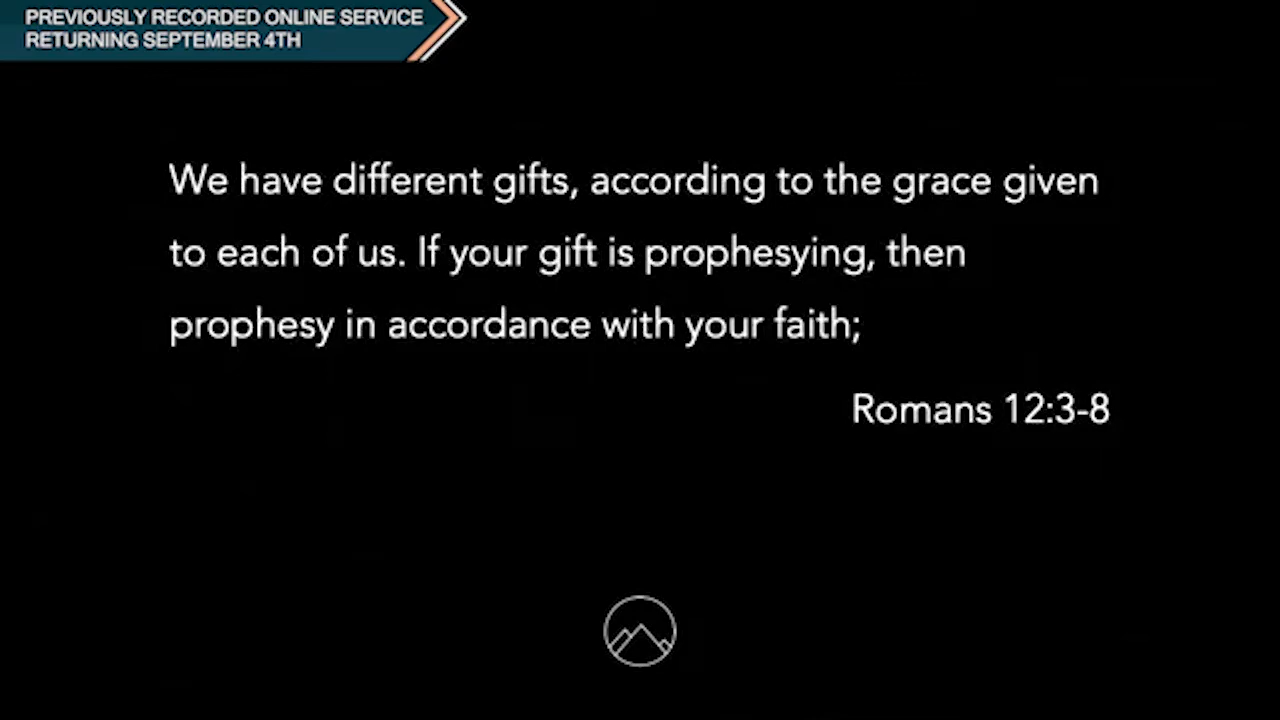 PREVIOUSLY RECORDED ONLINE SERVICE
RETURNING SEPTEMBER 4TH
We have different gifts, according to the grace given
to each of us. If your gift is prophesying, then
prophesy in accordance with your faith;
Romans 12:3-8